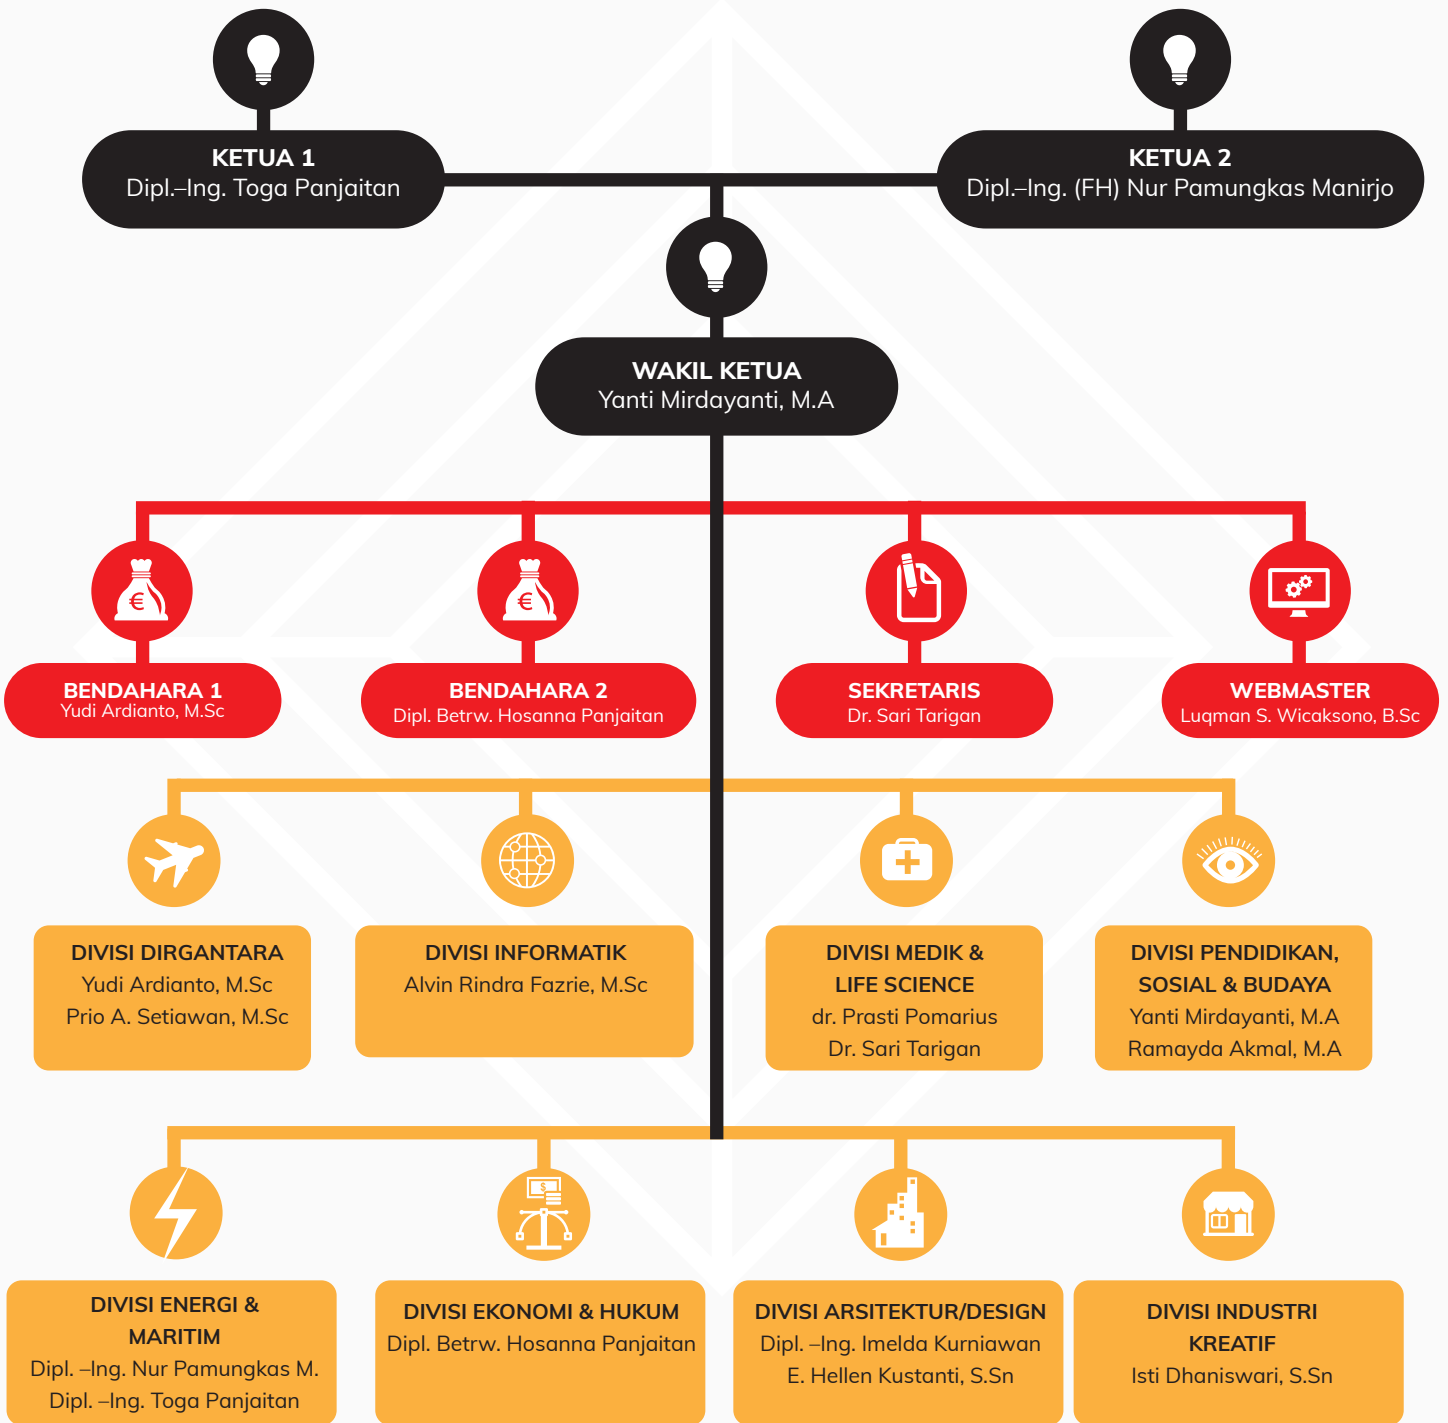 KETUA 1
Dipl.–Ing. Toga Panjaitan
KETUA 2
Dipl.–Ing. (FH) Nur Pamungkas Manirjo
WAKIL KETUA
Yanti Mirdayanti, M.A
€
BENDAHARA 1
Yudi Ardianto, M.Sc
€
BENDAHARA 2
Dipl. Betrw. Hosanna Panjaitan
SEKRETARIS
Dr. Sari Tarigan
WEBMASTER
Luqman S. Wicaksono, B.Sc
DIVISI DIRGANTARA
Yudi Ardianto, M.Sc
Prio A. Setiawan, M.Sc
DIVISI INFORMATIK
Alvin Rindra Fazrie, M.Sc
DIVISI MEDIK &
LIFE SCIENCE
dr. Prasti Pomarius
Dr. Sari Tarigan
DIVISI PENDIDIKAN,
SOSIAL & BUDAYA
Yanti Mirdayanti, M.A
Ramayda Akmal, M.A
DIVISI ENERGI &
MARITIM
Dipl. –Ing. Nur Pamungkas M.
Dipl. –Ing. Toga Panjaitan
$
DIVISI EKONOMI & HUKUM
Dipl. Betrw. Hosanna Panjaitan
DIVISI ARSITEKTUR/DESIGN
Dipl. –Ing. Imelda Kurniawan
E. Hellen Kustanti, S.Sn
DIVISI INDUSTRI
KREATIF
Isti Dhaniswari, S.Sn